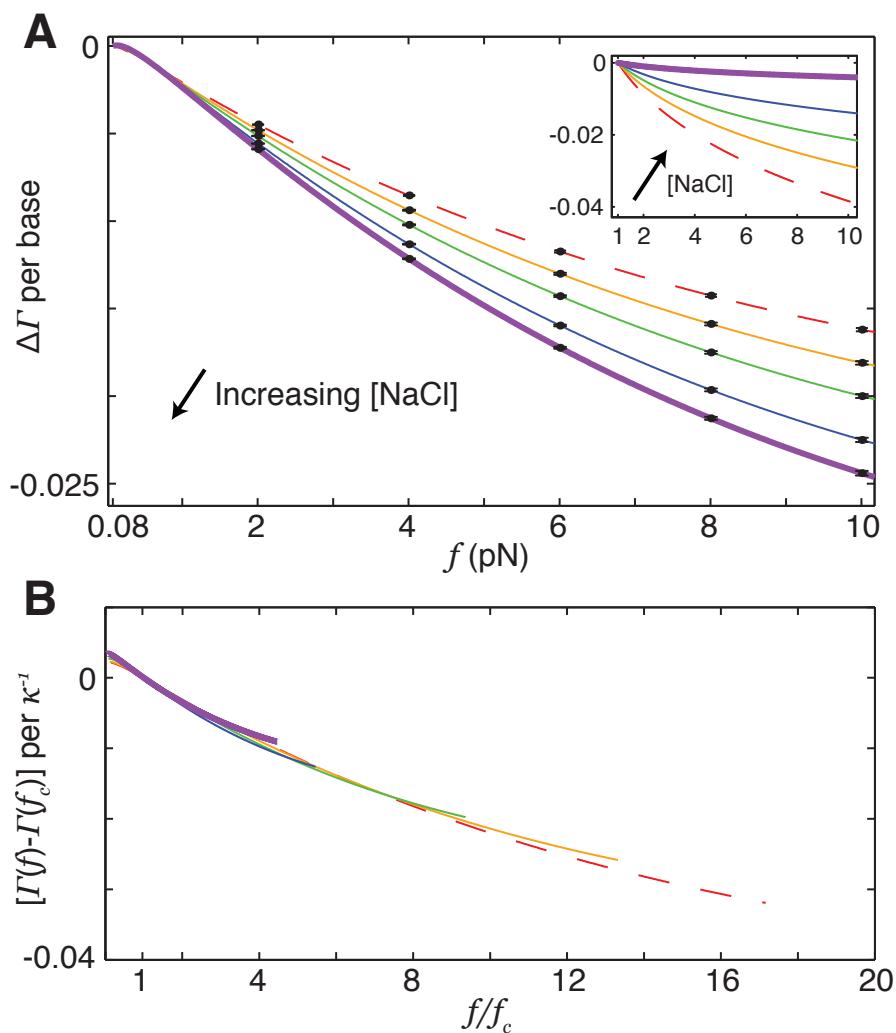 A
0
-0.025
ΔΓ per base
Increasing [NaCl]
0.08 2 4 6 8 10
f (pN)
0
-0.02
-0.04
[NaCl]
1 2 4 6 8 10
B
0
-0.04
[Γ(f)-Γ(f_c)] per κ⁻¹
1 4 8 12 16 20
f/f_c